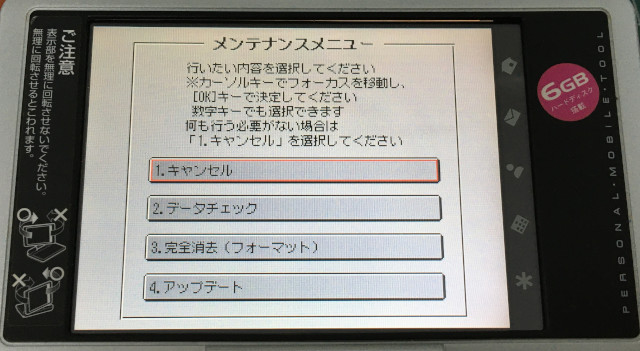 メンテナンスメニュー
行いたい内容を選択してください
※カーソルキーでフォーカスを移動し、
[OK]キーで決定してください
数字キーでも選択できます
何も行う必要がない場合は
「1.キャンセル」を選択してください
1.キャンセル
2.データチェック
3.完全消去(フォーマット)
4.アップデート
ご注意
表示部を無理に回転させないでください。
無理に回転させるとこわれます。
6GB
ハードディスク
搭載
PERSONAL・MOBILE・TOOL